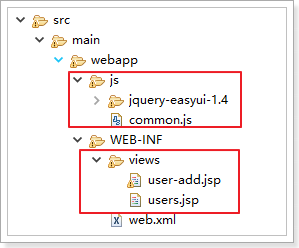 src
main
webapp
js
jquery-easyui-1.4
common.js
WEB-INF
views
user-add.jsp
users.jsp
web.xml